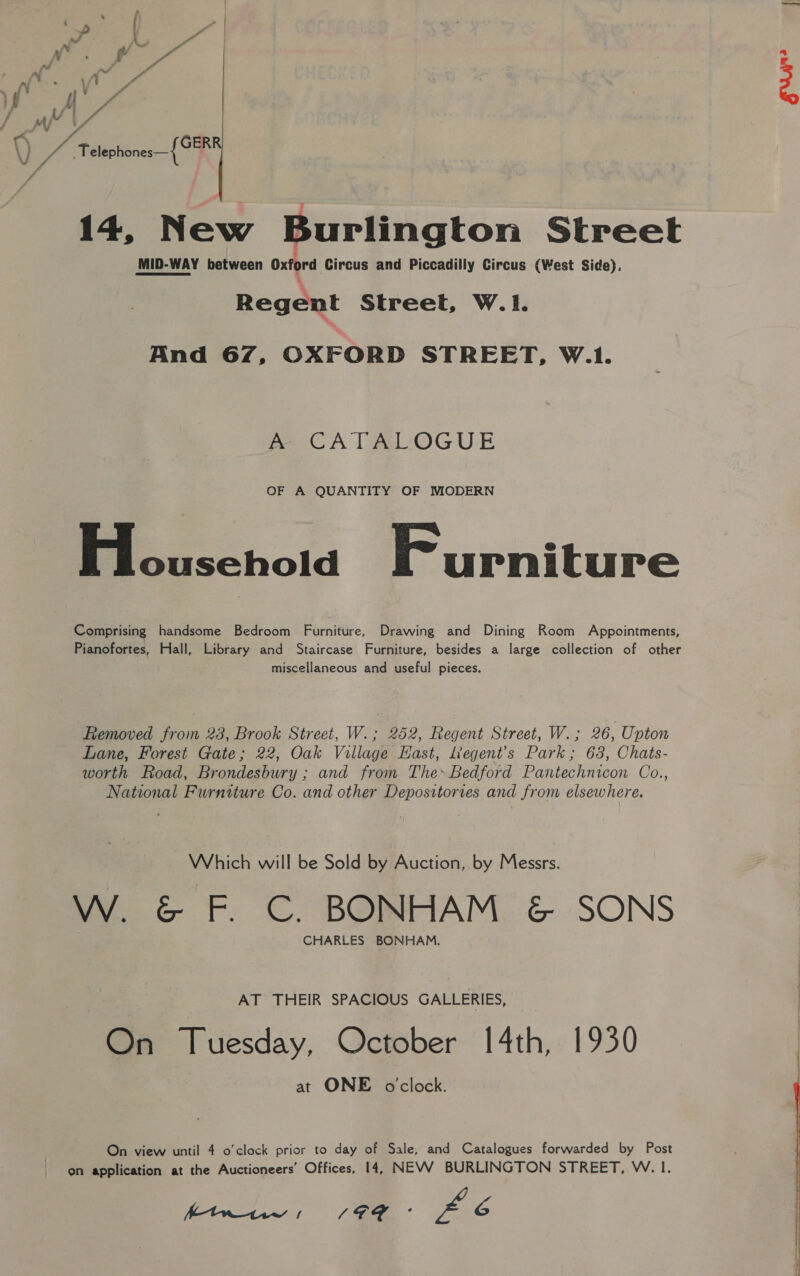 Telephones—{GERR
14, New Burlington Street
MID-WAY between Oxford Circus and Piccadilly Circus (West Side).
Regent Street, W.1.
And 67, OXFORD STREET, W.1.
A CATALOGUE
OF A QUANTITY OF MODERN
Household Furniture
Comprising handsome Bedroom Furniture, Drawing and Dining Room Appointments,
Pianofortes, Hall, Library and Staircase Furniture, besides a large collection of other
miscellaneous and useful pieces.
Removed from 23, Brook Street, W.; 252, Regent Street, W.; 26, Upton
Lane, Forest Gate; 22, Oak Village East, Regent's Park; 63, Chats-
worth Road, Brondesbury; and from The Bedford Pantechnicon Co.,
National Furniture Co. and other Depositories and from elsewhere.
Which will be Sold by Auction, by Messrs.
W. & F. C. BONHAM & SONS
CHARLES BONHAM.
AT THEIR SPACIOUS GALLERIES,
On Tuesday, October 14th, 1930
at ONE o'clock.
On view until 4 o'clock prior to day of Sale, and Catalogues forwarded by Post
on application at the Auctioneers' Offices, 14, NEW BURLINGTON STREET, W. 1.
£6